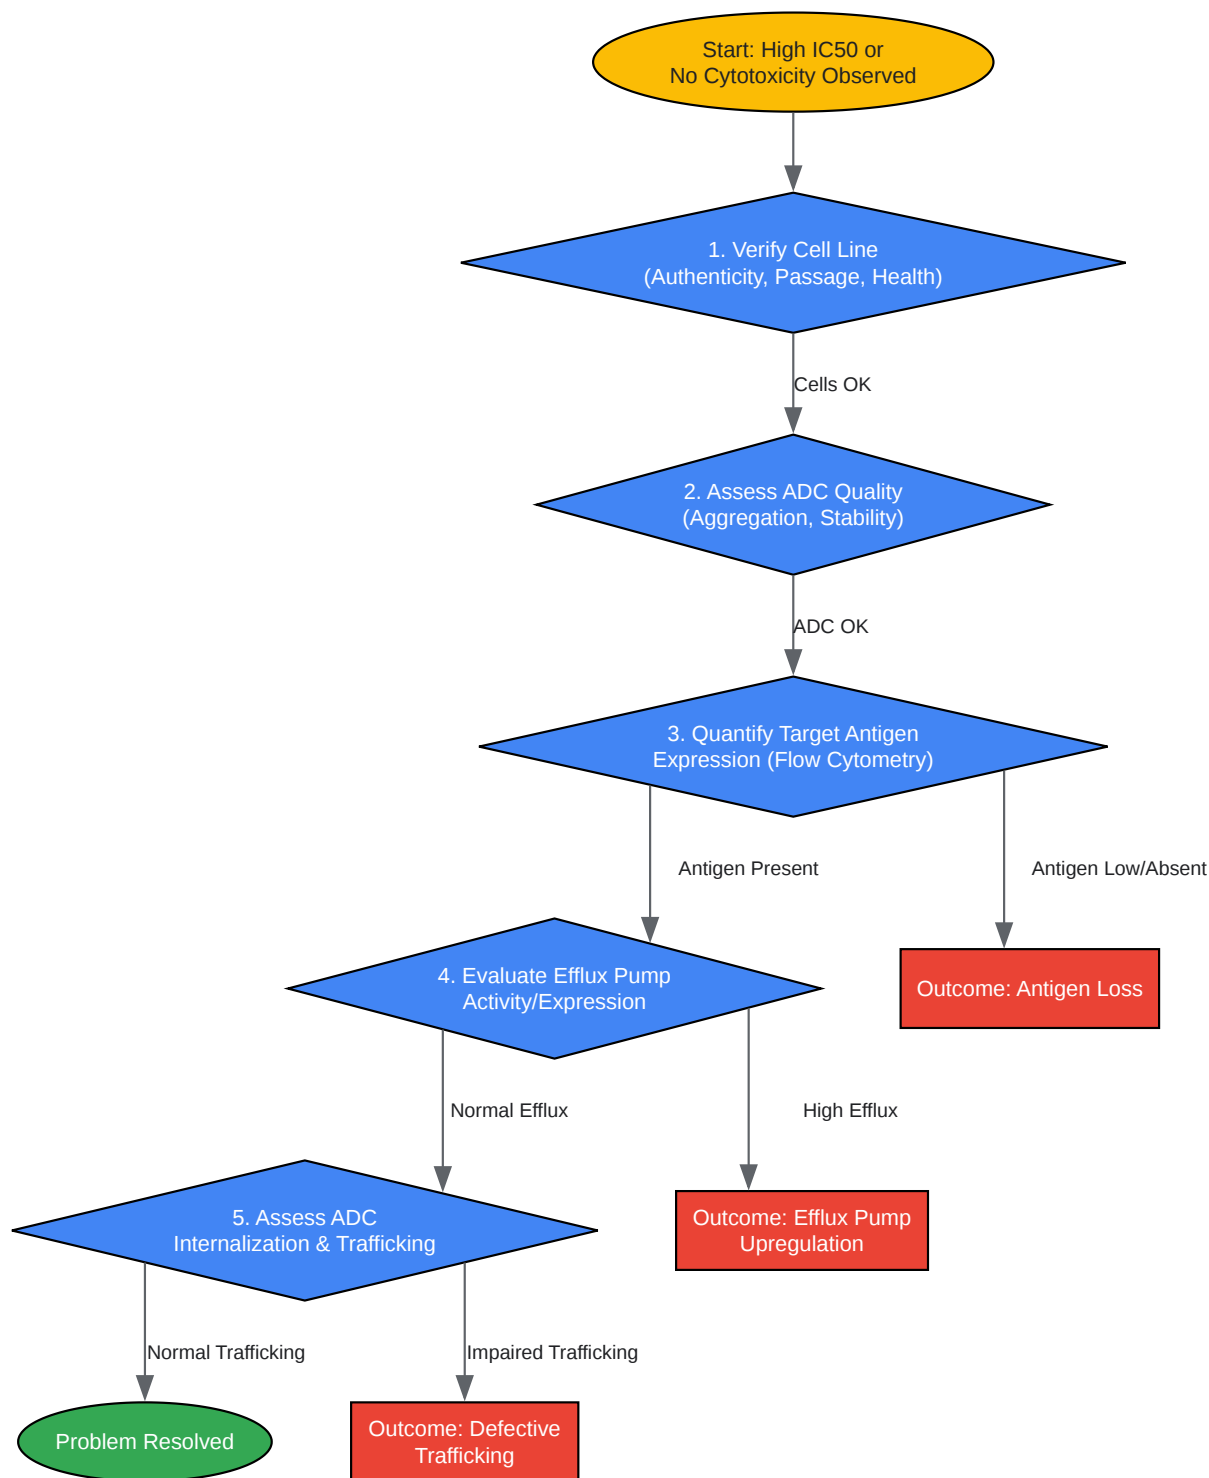 Start: High IC50 or
No Cytotoxicity Observed
1. Verify Cell Line
(Authenticity, Passage, Health)
Cells OK
2. Assess ADC Quality
(Aggregation, Stability)
ADC OK
3. Quantify Target Antigen
Expression (Flow Cytometry)
Antigen Present
Antigen Low/Absent
4. Evaluate Efflux Pump
Activity/Expression
Outcome: Antigen Loss
Normal Efflux
High Efflux
5. Assess ADC
Internalization & Trafficking
Outcome: Efflux Pump
Upregulation
Normal Trafficking
Impaired Trafficking
Problem Resolved
Outcome: Defective
Trafficking